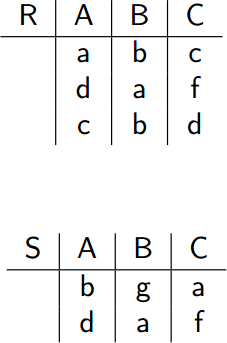 R A B C
a b c
d a f
c b d
S A B C
b g a
d a f